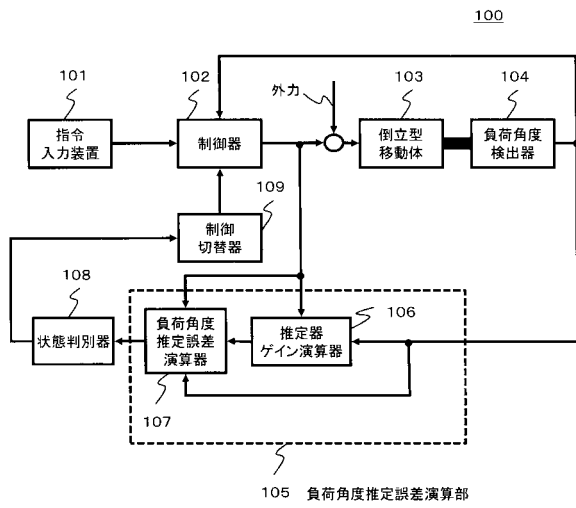 100
101
102
103
104
外力
指令
入力装置
制御器
倒立型
移動体
負荷角度
検出器
109
制御
切替器
108
状態判別器
負荷角度
推定誤差
演算器
推定器
ゲイン演算器
106
107
105 負荷角度推定誤差演算部